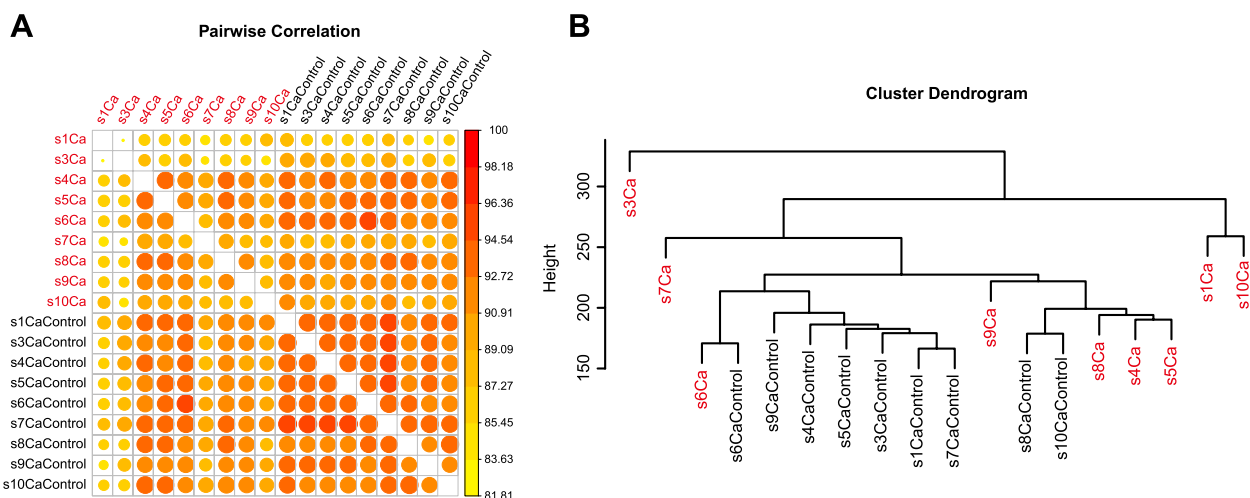 A
B
Pairwise Correlation
Cluster Dendrogram
s1Ca
s3Ca
s4Ca
s5Ca
s6Ca
s7Ca
s8Ca
s9Ca
s10Ca
s1CaControl
s3CaControl
s4CaControl
s5CaControl
s6CaControl
s7CaControl
s8CaControl
s9CaControl
s10CaControl
s1Ca
s3Ca
s4Ca
s5Ca
s6Ca
s7Ca
s8Ca
s9Ca
s10Ca
s1CaControl
s3CaControl
s4CaControl
s5CaControl
s6CaControl
s7CaControl
s8CaControl
s9CaControl
s10CaControl
100
98.18
96.36
94.54
92.72
90.91
89.09
87.27
85.45
83.63
81.81
Height
300
250
200
150
s3Ca
s7Ca
s6Ca
s6CaControl
s9CaControl
s4CaControl
s5CaControl
s3CaControl
s1CaControl
s7CaControl
s9Ca
s8CaControl
s10CaControl
s8Ca
s4Ca
s5Ca
s1Ca
s10Ca